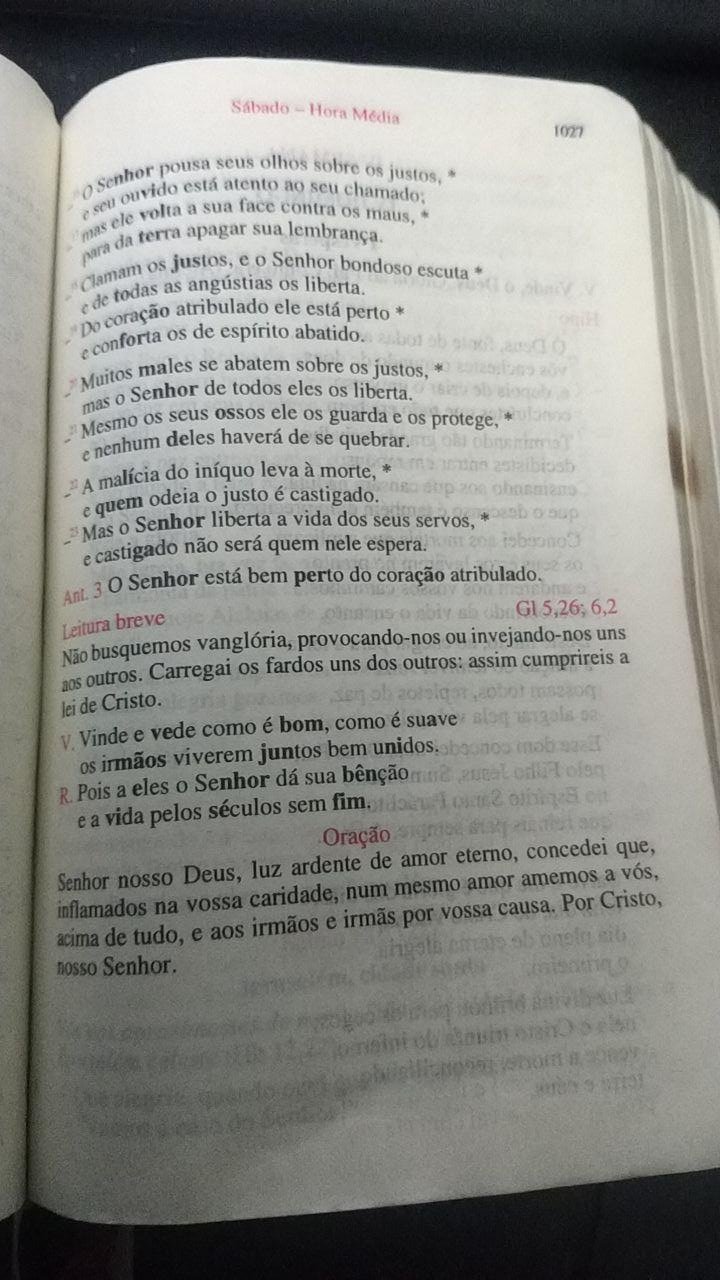 Sábado – Hora Média
1027
O Senhor pousa seus olhos sobre os justos, *
e seu ouvido está atento ao seu chamado;
mas ele volta a sua face contra os maus, *
para da terra apagar sua lembrança.
Clamam os justos, e o Senhor bondoso escuta *
e de todas as angústias os liberta.
Do coração atribulado ele está perto *
e conforta os de espírito abatido.
Muitos males se abatem sobre os justos, *
mas o Senhor de todos eles os liberta.
Mesmo os seus ossos ele os guarda e os protege, *
e nenhum deles haverá de se quebrar.
A malícia do iníquo leva à morte, *
e quem odeia o justo é castigado.
Mas o Senhor liberta a vida dos seus servos, *
e castigado não será quem nele espera.
Ant. 3 O Senhor está bem perto do coração atribulado.
Leitura breve Gl 5,26; 6,2
Não busquemos vanglória, provocando-nos ou invejando-nos uns
aos outros. Carregai os fardos uns dos outros: assim cumprireis a
lei de Cristo.
V. Vinde e vede como é bom, como é suave
os irmãos viverem juntos bem unidos.
R. Pois a eles o Senhor dá sua bênção
e a vida pelos séculos sem fim.
Oração
Senhor nosso Deus, luz ardente de amor eterno, concedei que,
inflamados na vossa caridade, num mesmo amor amemos a vós,
acima de tudo, e aos irmãos e irmãs por vossa causa. Por Cristo,
nosso Senhor.